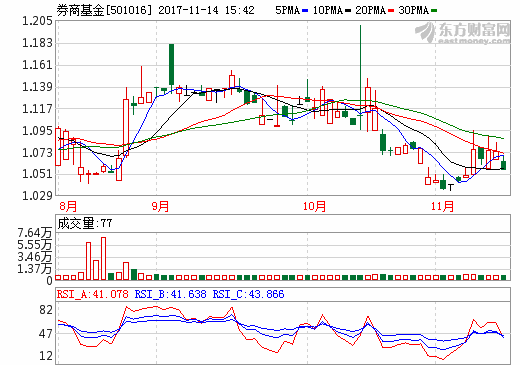 券商基金[501016] 2017-11-14 15:42 5PMA 10PMA 20PMA 30PMA
东方财富网
eastmoney.com
1.205
1.183
1.161
1.139
1.117
1.095
1.073
1.051
1.029
8月 9月 10月 11月
成交量:77
7.64万
5.55万
3.46万
1.37万
0
RSI_A:41.078 RSI_B:41.638 RSI_C:43.866
82
47
12